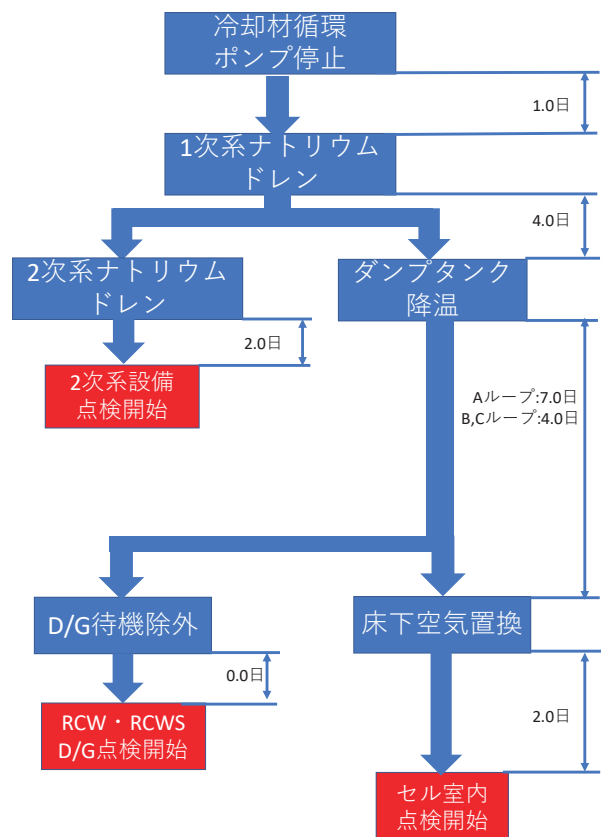 冷却材循環
ポンプ停止
1.0日
1次系ナトリウム
ドレン
4.0日
2次系ナトリウム
ドレン
ダンプタンク
降温
2.0日
2次系設備
点検開始
Aループ:7.0日
B,Cループ:4.0日
D/G待機除外
床下空気置換
0.0日
RCW・RCWS
D/G点検開始
2.0日
セル室内
点検開始